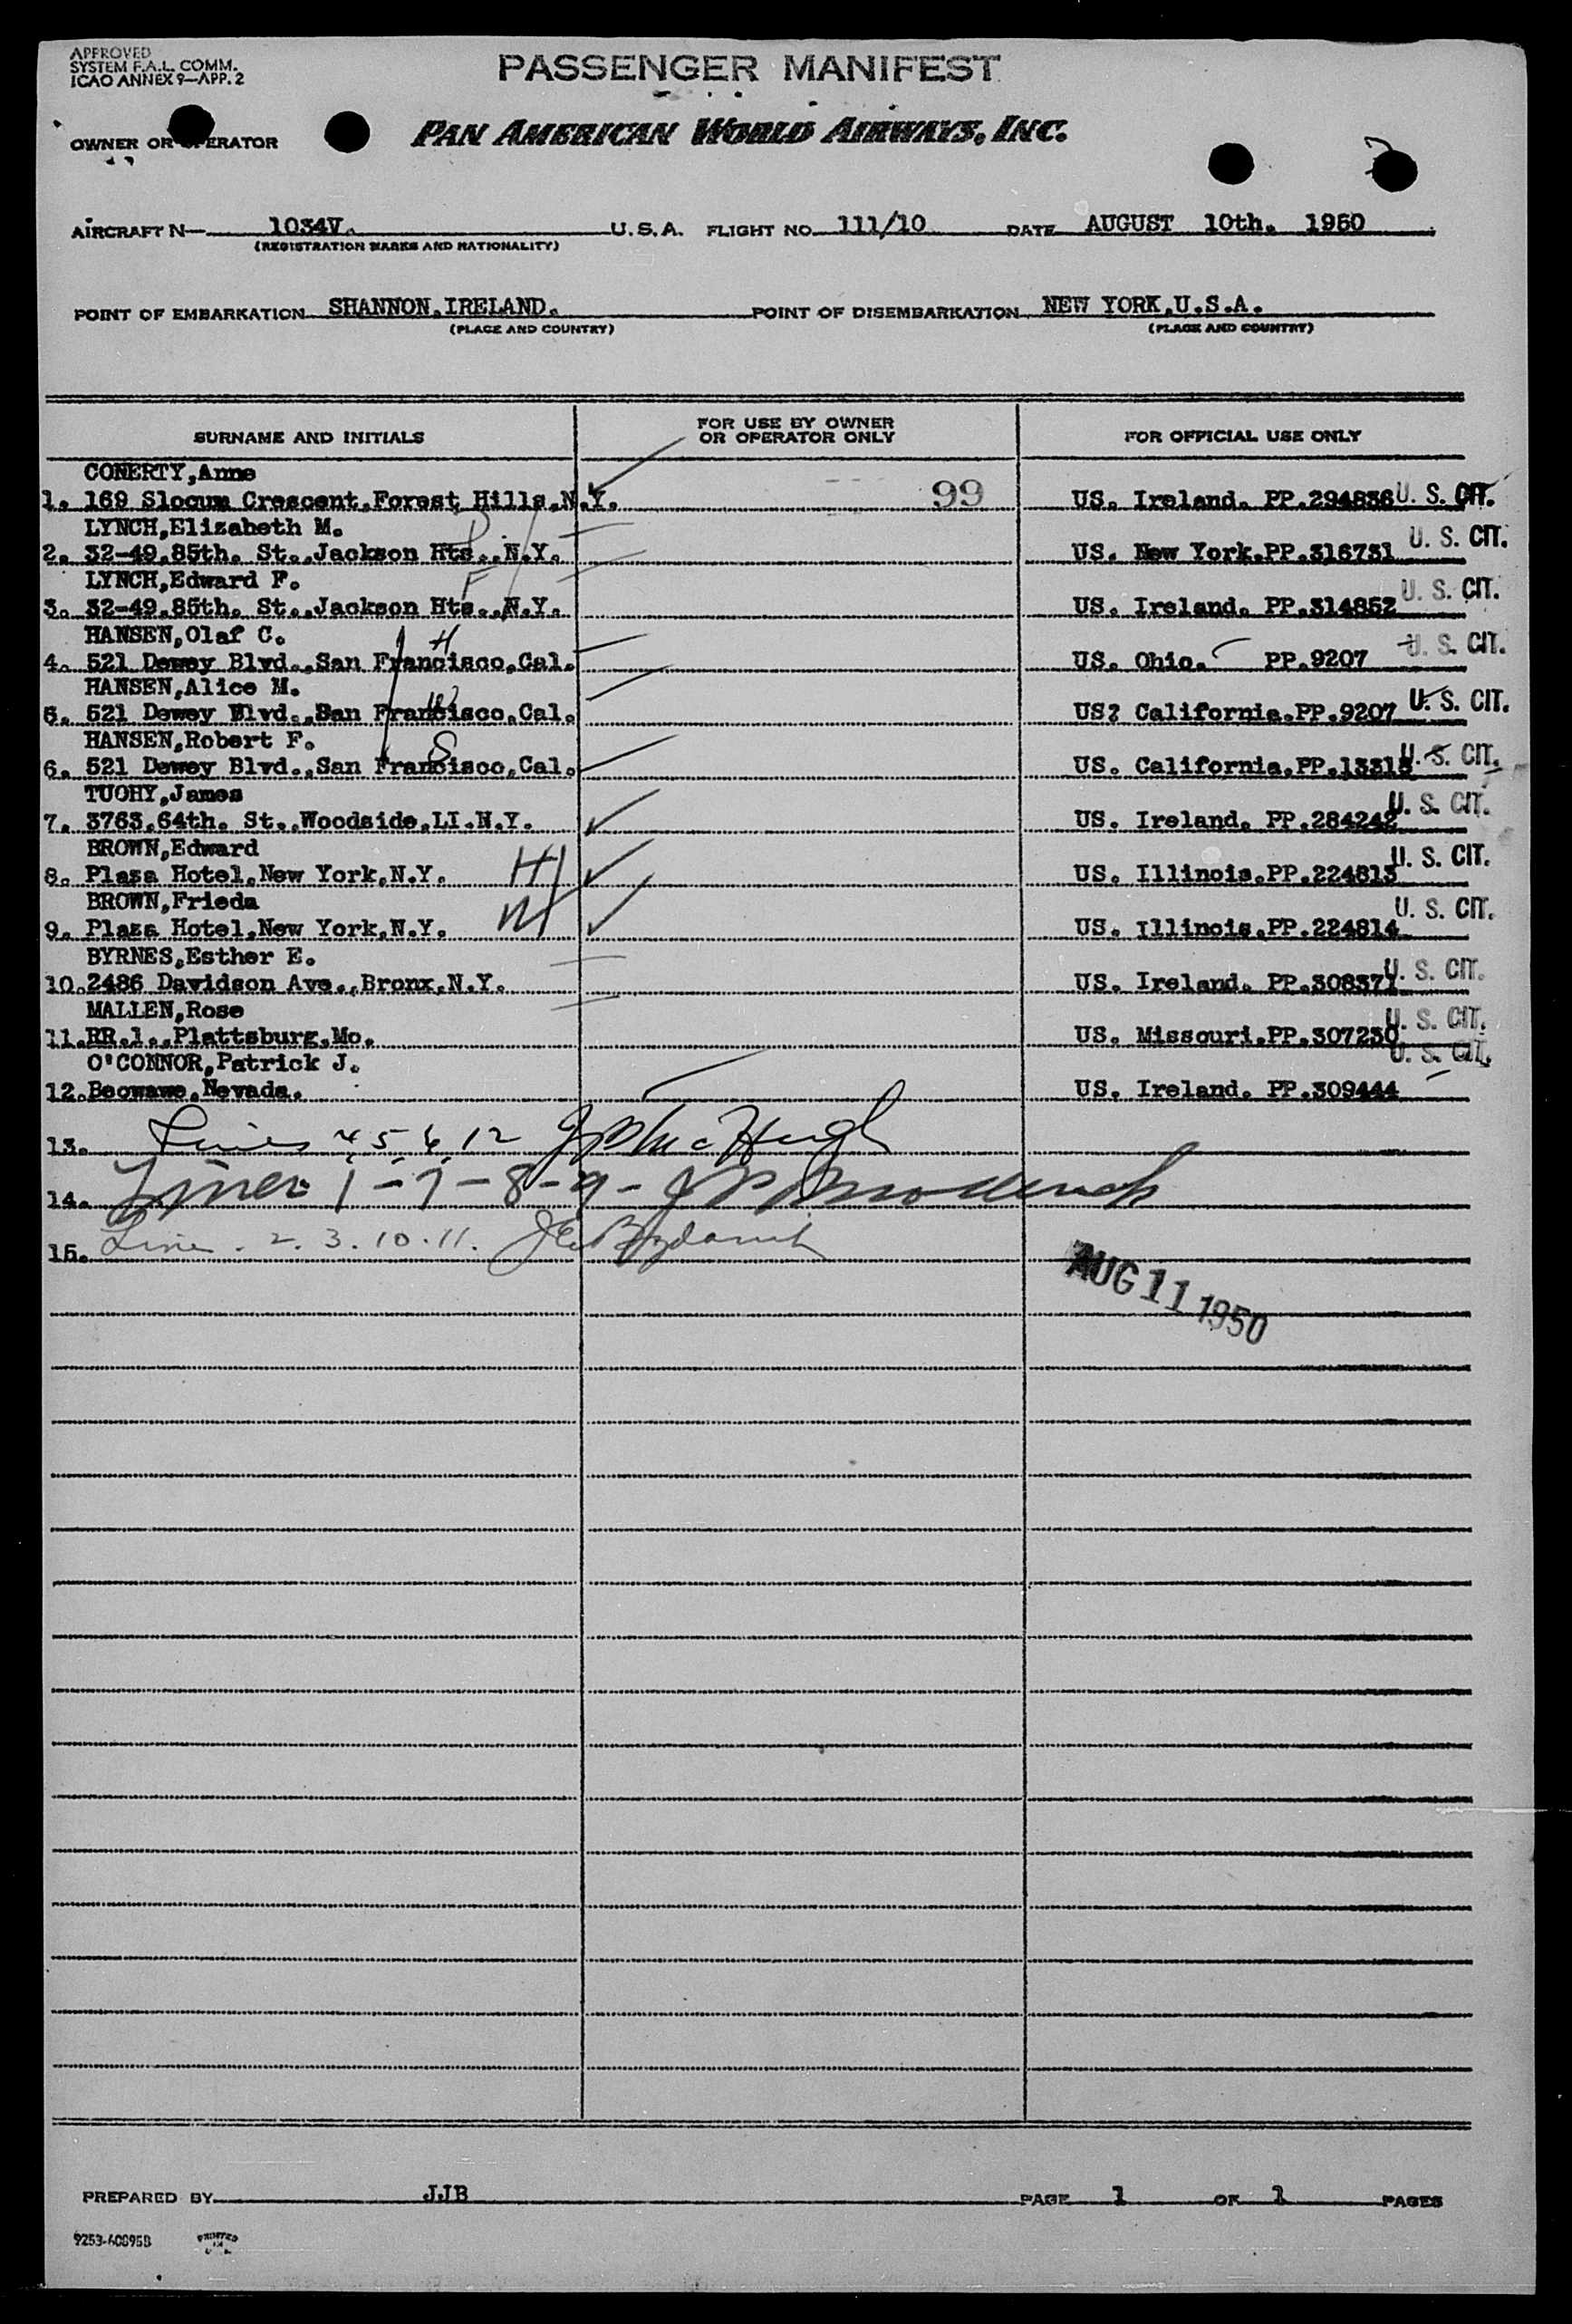 APPROVED
SYSTEM F.A.L. COMM.
ICAO ANNEX 9—APP. 2
PASSENGER MANIFEST
OWNER OR OPERATOR PAN AMERICAN WORLD AIRWAYS, INC.
AIRCRAFT N— 1034V. U.S.A. FLIGHT NO. 111/10 DATE AUGUST 10th. 1950
(REGISTRATION MARKS AND NATIONALITY)
POINT OF EMBARKATION SHANNON,IRELAND. POINT OF DISEMBARKATION NEW YORK,U.S.A.
(PLACE AND COUNTRY) (PLACE AND COUNTRY)
SURNAME AND INITIALS FOR USE BY OWNER OR OPERATOR ONLY FOR OFFICIAL USE ONLY
CONERTY,Anne
1. 169 Slocum Crescent,Forest Hills,N.Y. 99 US. Ireland. PP.294836 U. S. CIT.
LYNCH,Elizabeth M.
2. 32-49,85th. St.,Jackson Hts.,N.Y. US. New York.PP.316731 U. S. CIT.
LYNCH,Edward F. F
3. 32-49,85th. St.,Jackson Hts.,N.Y. US. Ireland. PP.314852 U. S. CIT.
HANSEN,Olaf C. H
4. 521 Dewey Blvd.,San Francisco,Cal. US. Ohio. PP.9207 U. S. CIT.
HANSEN,Alice M. W
5. 521 Dewey Blvd.,San Francisco,Cal. US? California.PP.9207 U. S. CIT.
HANSEN,Robert F. S
6. 521 Dewey Blvd.,San Francisco,Cal. US. California.PP.13313 U. S. CIT.
TUOHY,James
7. 3763,64th. St.,Woodside,LI.N.Y. US. Ireland. PP.284242 U. S. CIT.
BROWN,Edward
8. Plaza Hotel,New York,N.Y. H US. Illinois.PP.224813 U. S. CIT.
BROWN,Frieda
9. Plaza Hotel,New York,N.Y. W US. Illinois.PP.224814 U. S. CIT.
BYRNES,Esther E.
10. 2486 Davidson Ave.,Bronx,N.Y. US. Ireland. PP.308371 U. S. CIT.
MALLEN,Rose
11. RR.1.,Plattsburg,Mo. US. Missouri.PP.307230 U. S. CIT.
O'CONNOR,Patrick J. U. S. CIT.
12. Beowawe,Nevada. US. Ireland. PP.309444
13. Lines 4 5 6 12 McHugh
14. Lines 1-7-8-9-
15. Line . 2. 3. 10. 11.
AUG 11 1950
PREPARED BY JJB PAGE 1 OF 1 PAGES
9253-60895B PRINTED IN